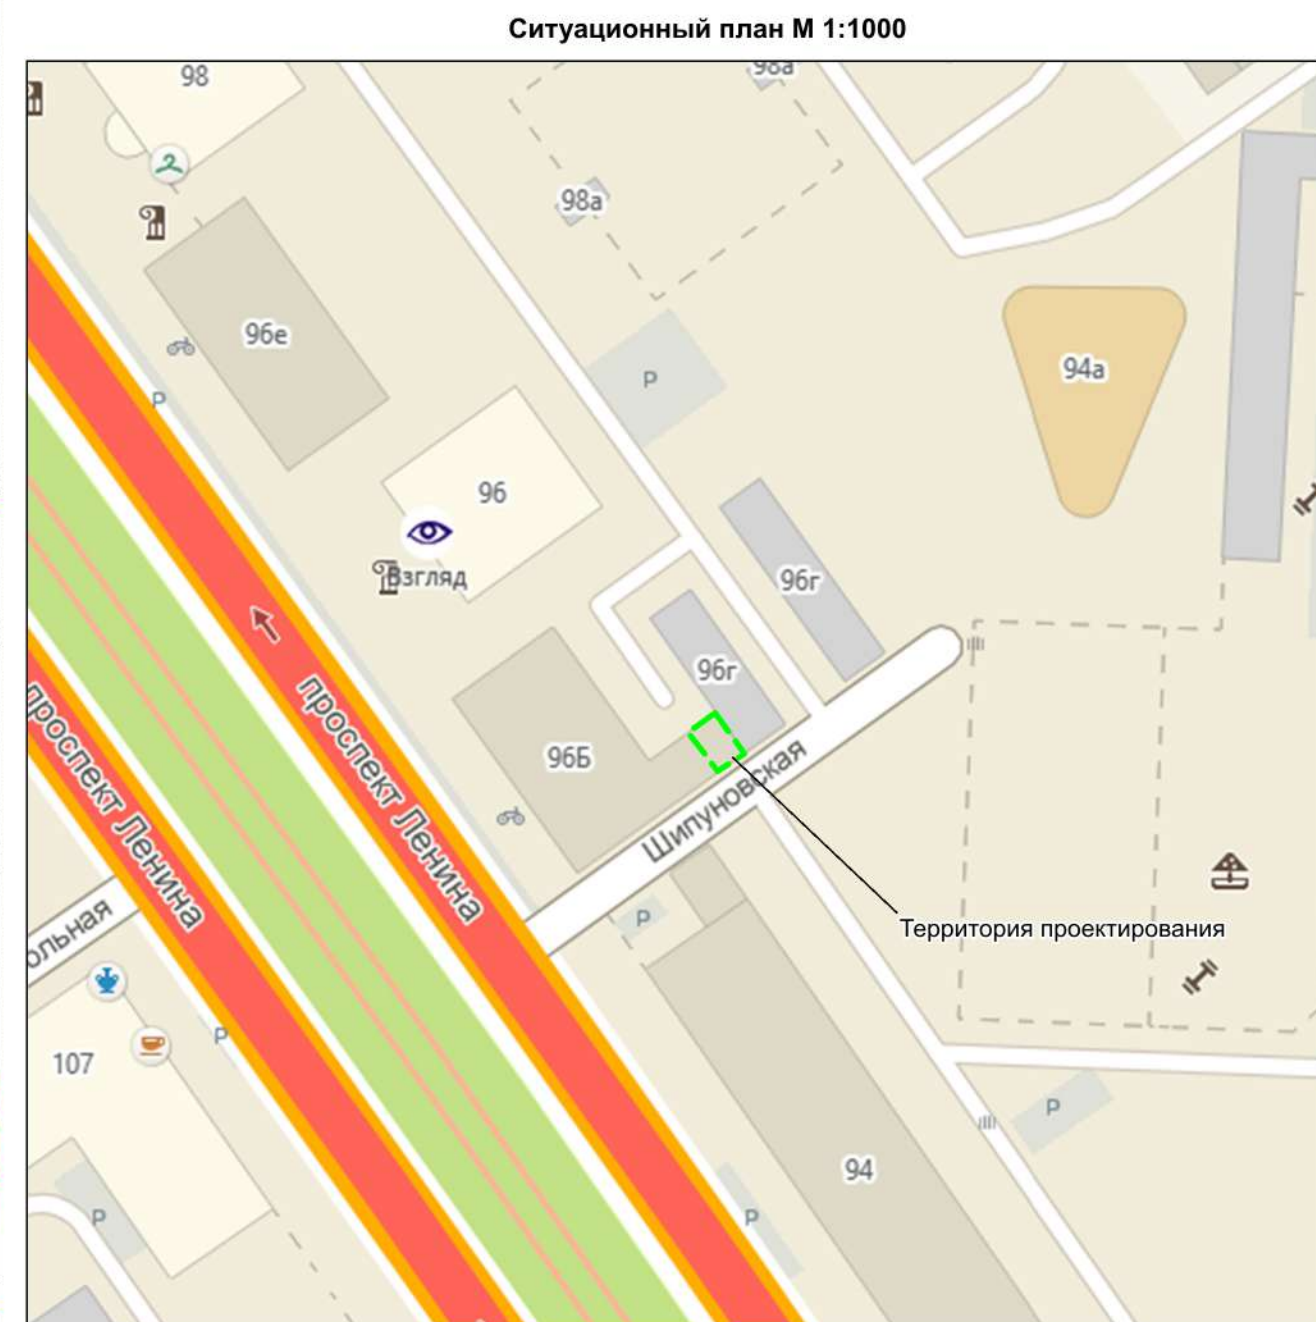 Ситуационный план М 1:1000
98
98а
98а
96е
Р
Р
94а
96
Взгляд
96г
96г
96Б
проспект Ленина
проспект Ленина
Шипуновская
Р
Территория проектирования
ольная
Р
107
Р
94
Р
Р